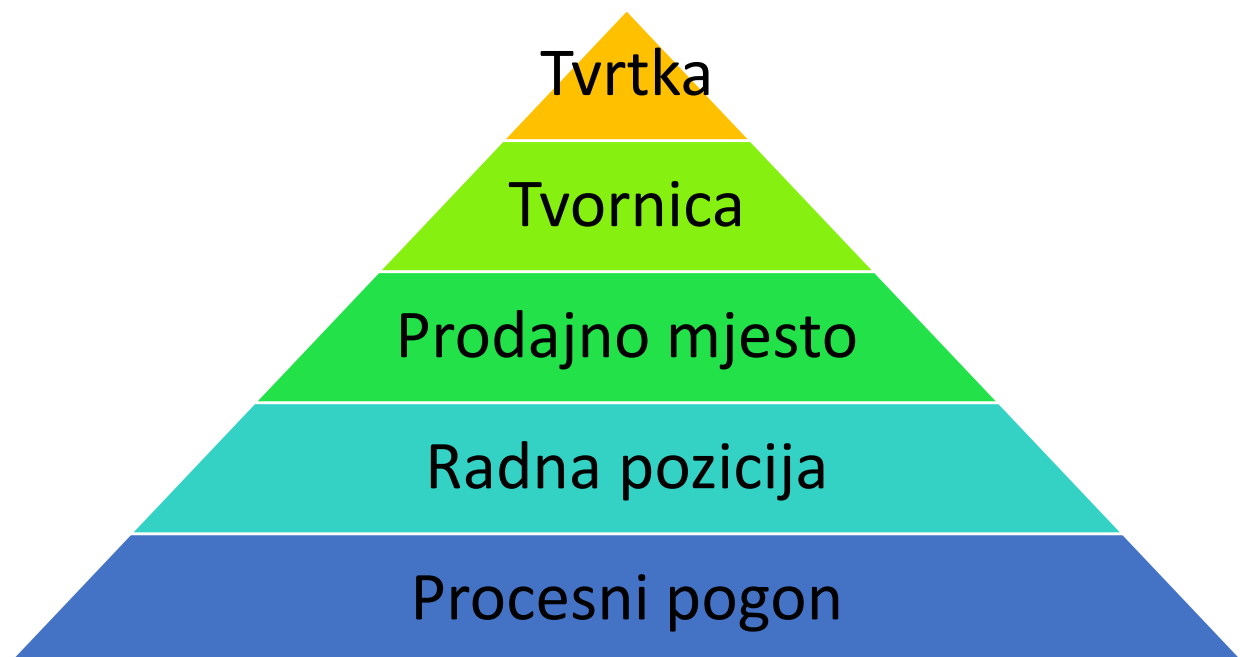 Tvrtka
Tvornica
Prodajno mjesto
Radna pozicija
Procesni pogon